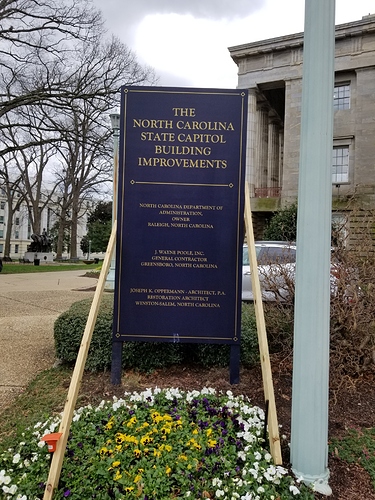 THE
NORTH CAROLINA
STATE CAPITOL
BUILDING
IMPROVEMENTS
NORTH CAROLINA DEPARTMENT OF
ADMINISTRATION,
OWNER
RALEIGH, NORTH CAROLINA
J. WAYNE POOLE, INC.
GENERAL CONTRACTOR
GREENSBORO, NORTH CAROLINA
JOSEPH K. OPPERMANN - ARCHITECT, P.A.
RESTORATION ARCHITECT
WINSTON-SALEM, NORTH CAROLINA